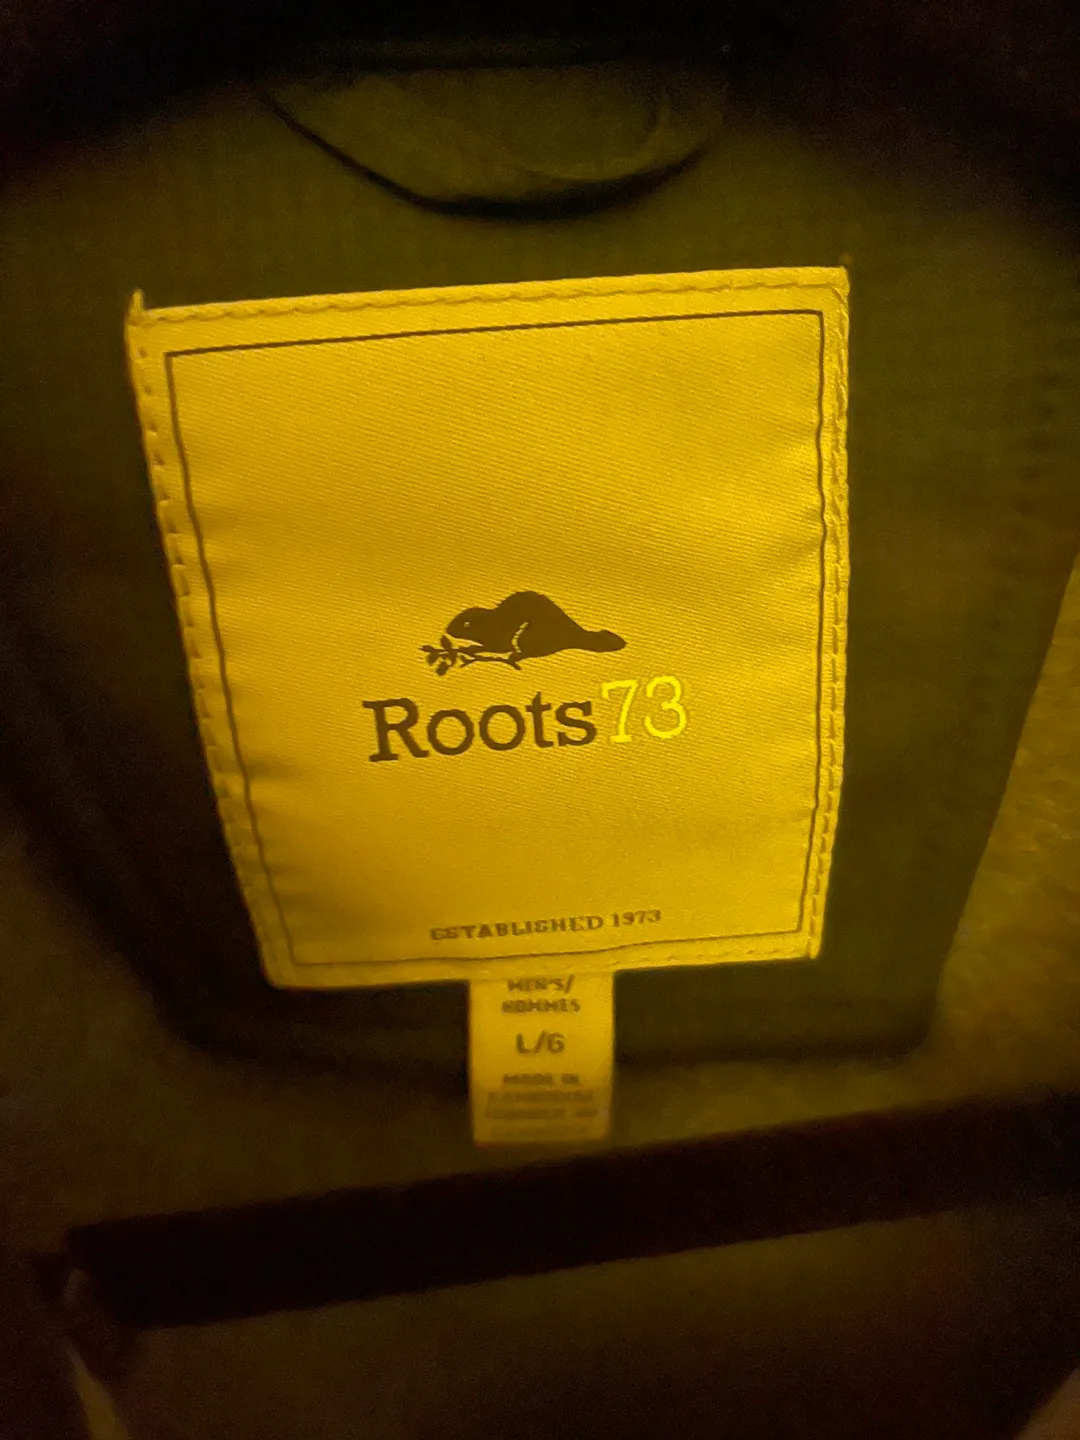 Roots73
ESTABLISHED 1973
MEN'S/
HOMMES
L/G
MADE IN